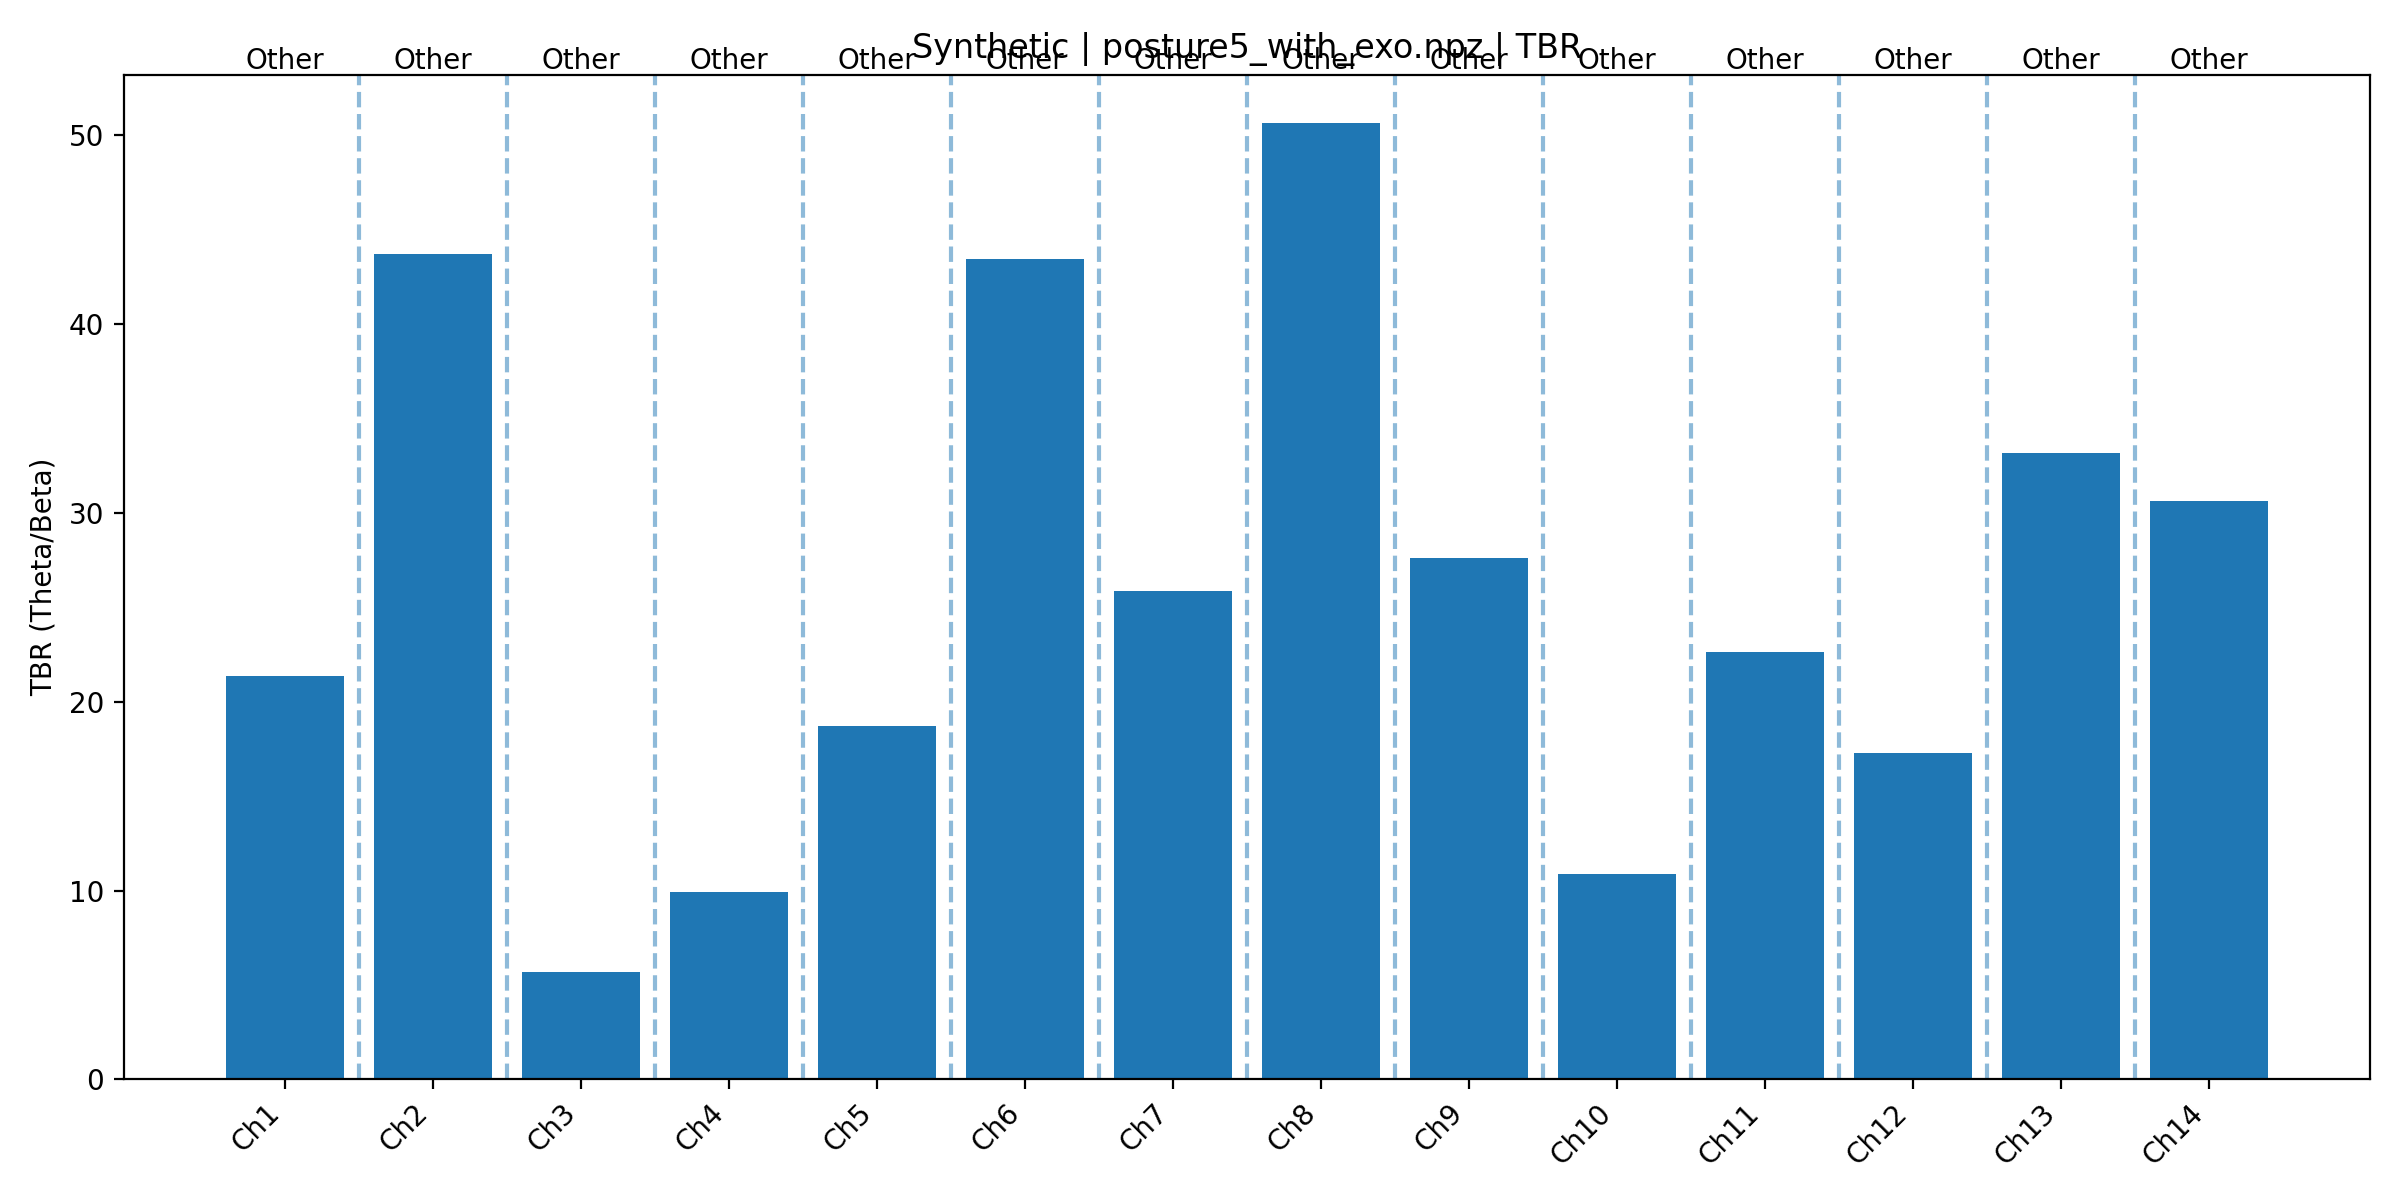 Synthetic | posture5_with_exo.npz | TBR
Other Other Other Other Other Other Other Other Other Other Other Other Other Other
TBR (Theta/Beta)
50
40
30
20
10
0
Ch1 Ch2 Ch3 Ch4 Ch5 Ch6 Ch7 Ch8 Ch9 Ch10 Ch11 Ch12 Ch13 Ch14